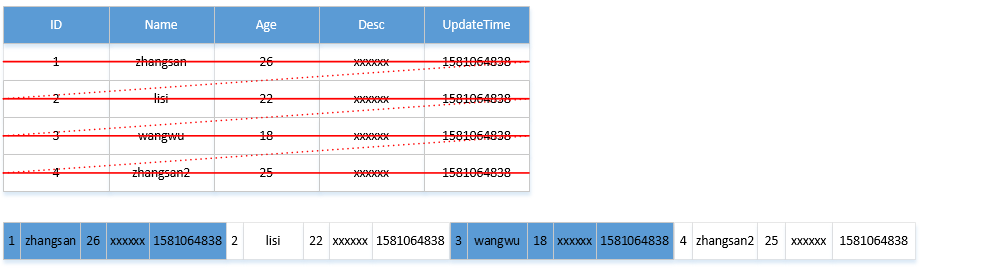 ID Name Age Desc UpdateTime
1 zhangsan 26 xxxxxx 1581064838
2 lisi 22 xxxxxx 1581064838
3 wangwu 18 xxxxxx 1581064838
4 zhangsan2 25 xxxxxx 1581064838
1 zhangsan 26 xxxxxx 1581064838 2 lisi 22 xxxxxx 1581064838 3 wangwu 18 xxxxxx 1581064838 4 zhangsan2 25 xxxxxx 1581064838